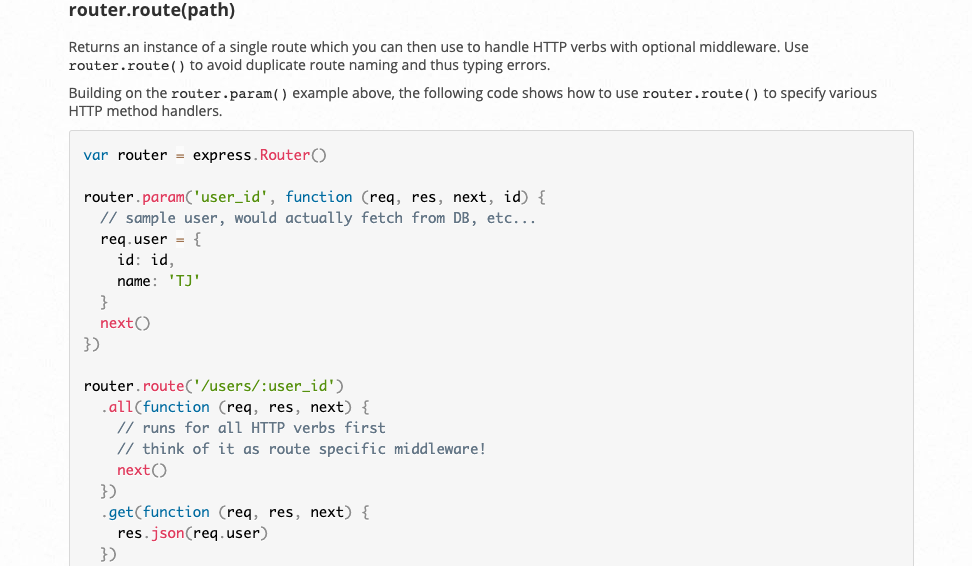 router.route(path)
Returns an instance of a single route which you can then use to handle HTTP verbs with optional middleware. Use
router.route() to avoid duplicate route naming and thus typing errors.
Building on the router.param() example above, the following code shows how to use router.route() to specify various
HTTP method handlers.
var router = express.Router()

router.param('user_id', function (req, res, next, id) {
  // sample user, would actually fetch from DB, etc...
  req.user = {
    id: id,
    name: 'TJ'
  }
  next()
})

router.route('/users/:user_id')
  .all(function (req, res, next) {
    // runs for all HTTP verbs first
    // think of it as route specific middleware!
    next()
  })
  .get(function (req, res, next) {
    res.json(req.user)
  })